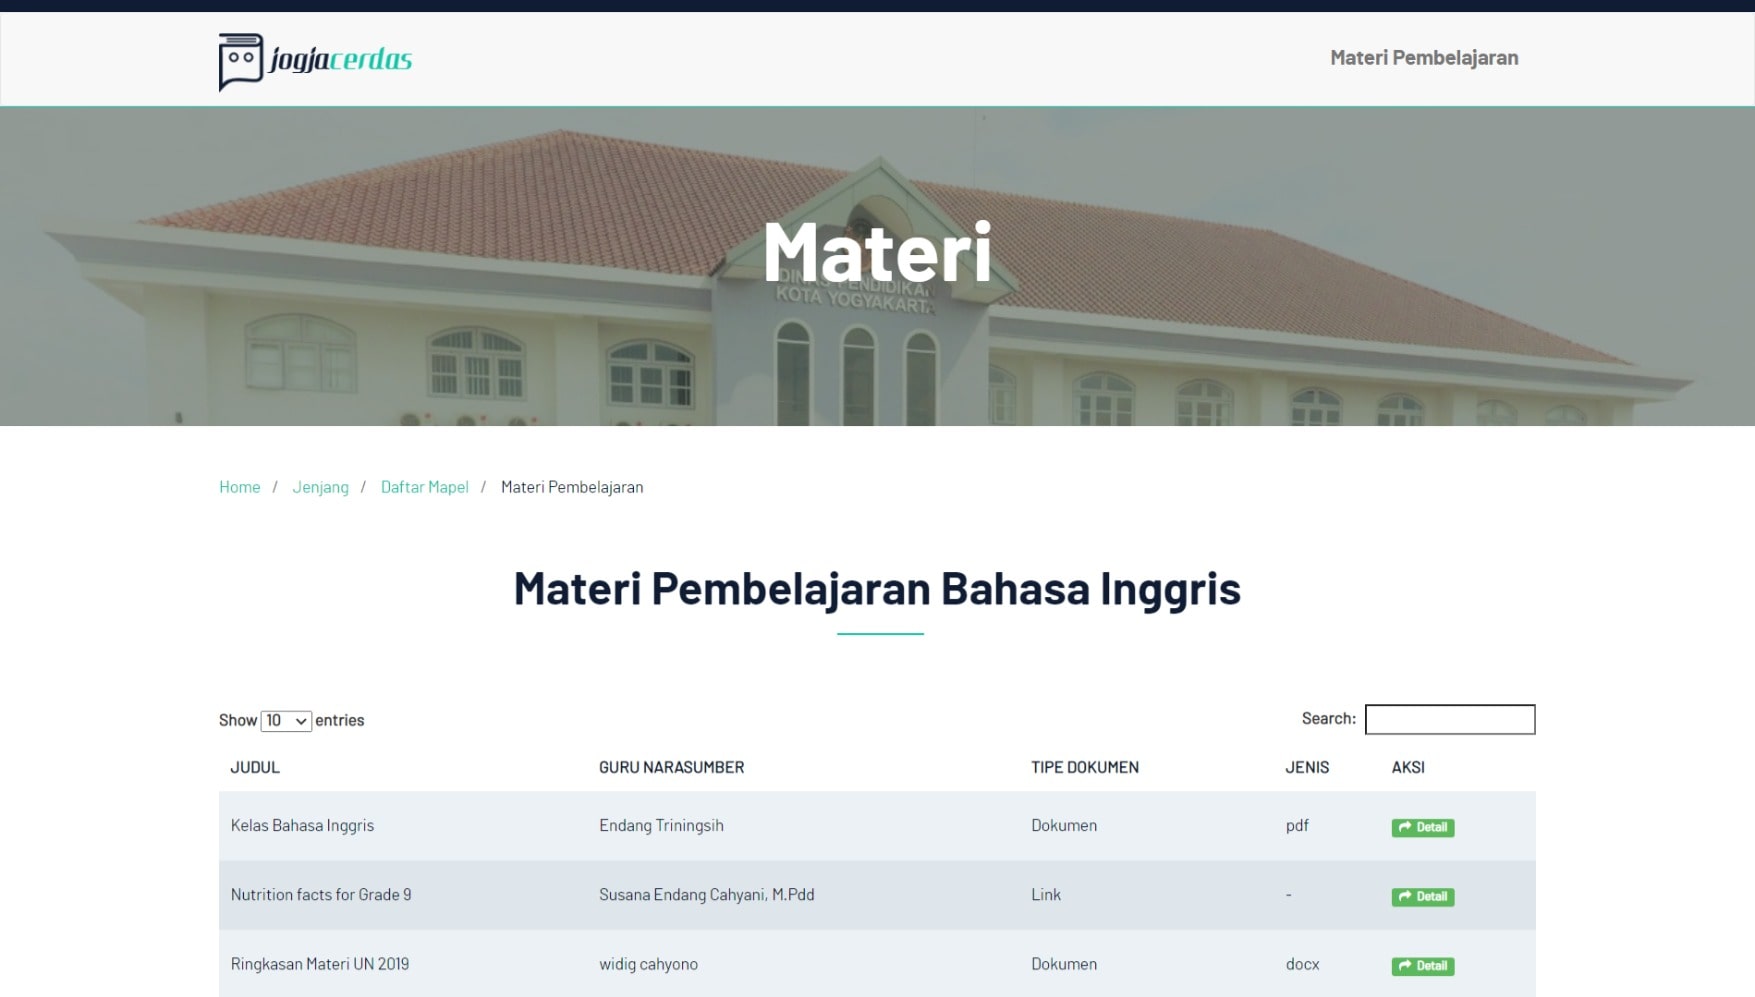 jogjacerdas
Materi Pembelajaran
Materi
DINAS PENDIDIKAN
KOTA YOGYAKARTA
Home / Jenjang / Daftar Mapel / Materi Pembelajaran
Materi Pembelajaran Bahasa Inggris
Show 10 entries
Search:
JUDUL GURU NARASUMBER TIPE DOKUMEN JENIS AKSI
Kelas Bahasa Inggris Endang Triningsih Dokumen pdf Detail
Nutrition facts for Grade 9 Susana Endang Cahyani, M.Pdd Link - Detail
Ringkasan Materi UN 2019 widig cahyono Dokumen docx Detail